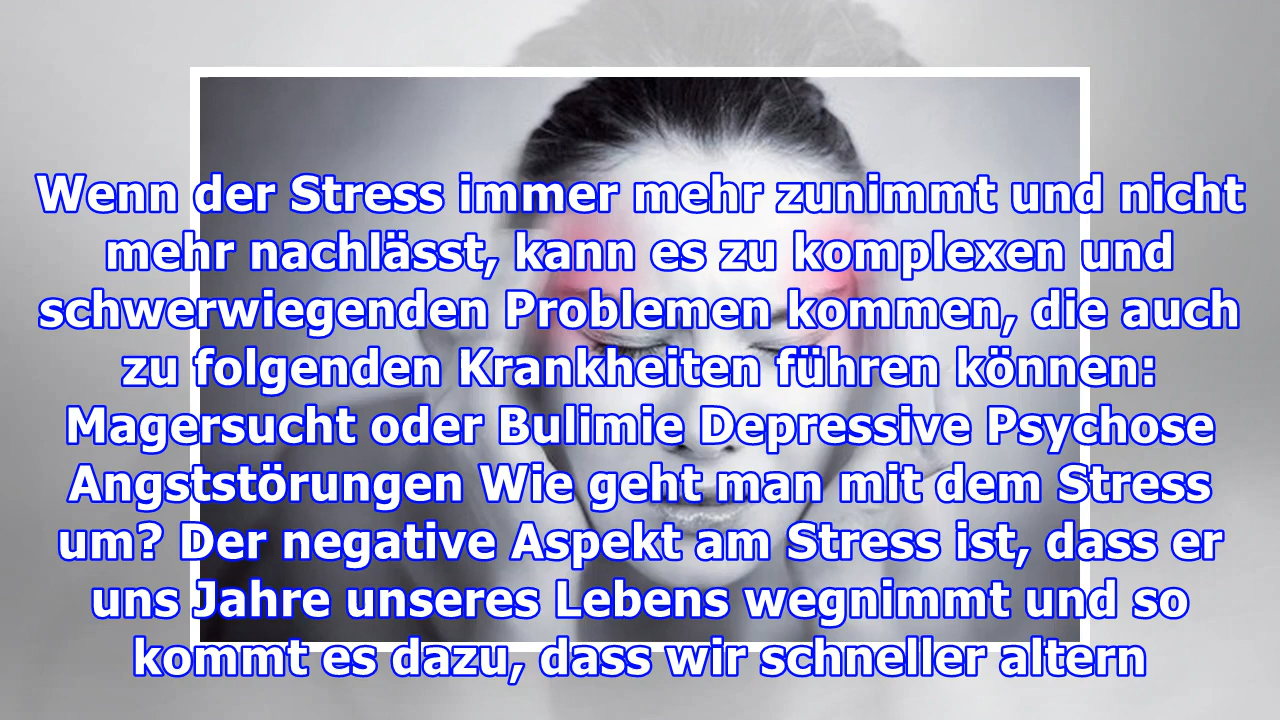 Wenn der Stress immer mehr zunimmt und nicht
mehr nachlässt, kann es zu komplexen und
schwerwiegenden Problemen kommen, die auch
zu folgenden Krankheiten führen können:
Magersucht oder Bulimie Depressive Psychose
Angststörungen Wie geht man mit dem Stress
um? Der negative Aspekt am Stress ist, dass er
uns Jahre unseres Lebens wegnimmt und so
kommt es dazu, dass wir schneller altern